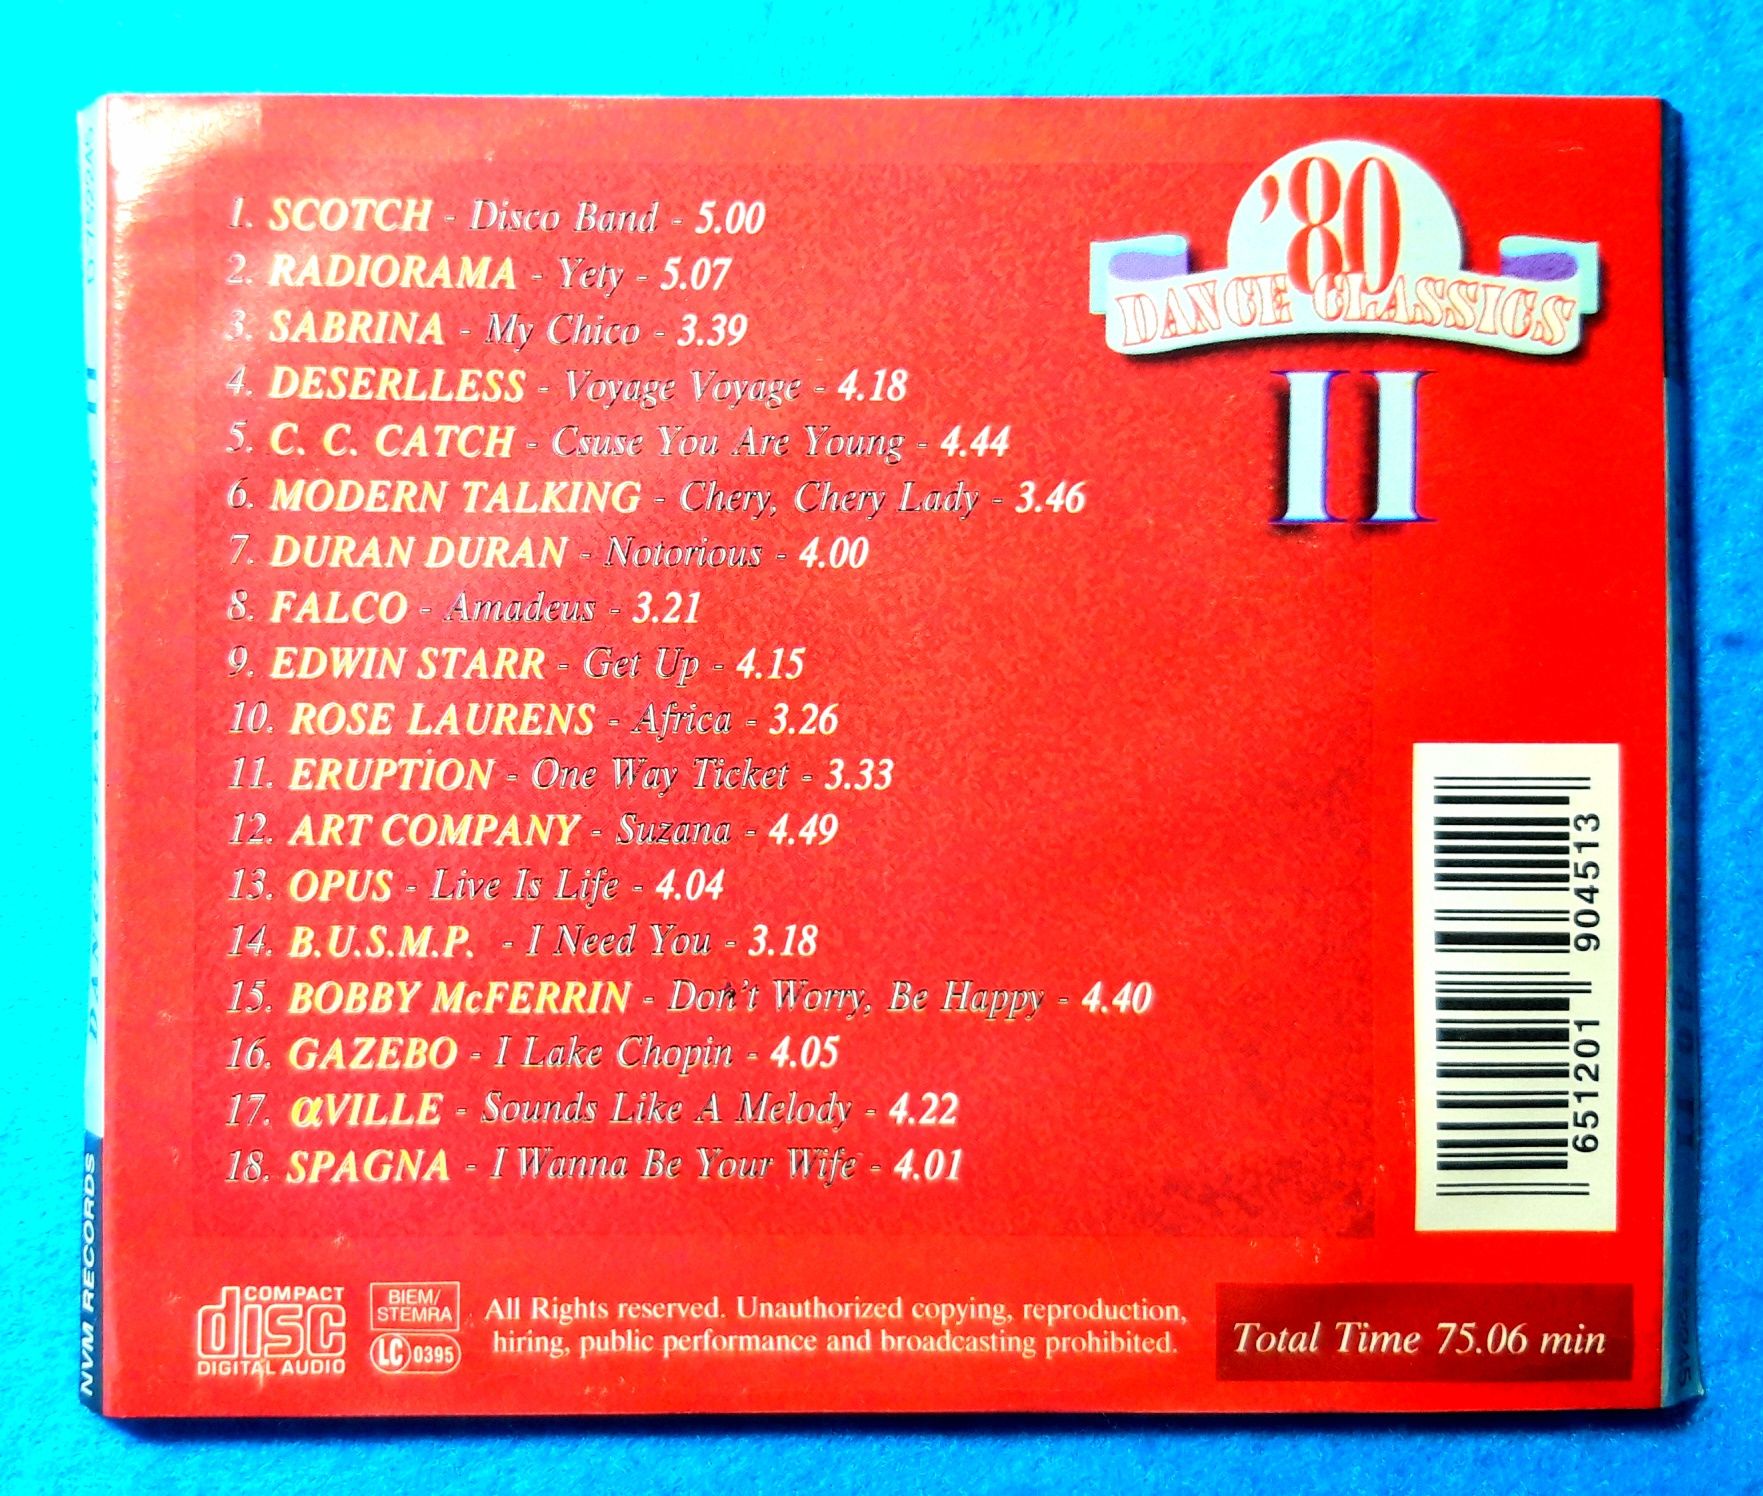 '80
DANCE CLASSICS
II
1. SCOTCH - Disco Band - 5.00
2. RADIORAMA - Yety - 5.07
3. SABRINA - My Chico - 3.39
4. DESERLLESS - Voyage Voyage - 4.18
5. C. C. CATCH - Csuse You Are Young - 4.44
6. MODERN TALKING - Chery, Chery Lady - 3.46
7. DURAN DURAN - Notorious - 4.00
8. FALCO - Amadeus - 3.21
9. EDWIN STARR - Get Up - 4.15
10. ROSE LAURENS - Africa - 3.26
11. ERUPTION - One Way Ticket - 3.33
12. ART COMPANY - Suzana - 4.49
13. OPUS - Live Is Life - 4.04
14. B.U.S.M.P. - I Need You - 3.18
15. BOBBY McFERRIN - Don't Worry, Be Happy - 4.40
16. GAZEBO - I Lake Chopin - 4.05
17. αVILLE - Sounds Like A Melody - 4.22
18. SPAGNA - I Wanna Be Your Wife - 4.01
6512201 904513
COMPACT
disc
DIGITAL AUDIO
BIEM/
STEMRA
LC 0395
All Rights reserved. Unauthorized copying, reproduction,
hiring, public performance and broadcasting prohibited.
Total Time 75.06 min
NVM RECORDS